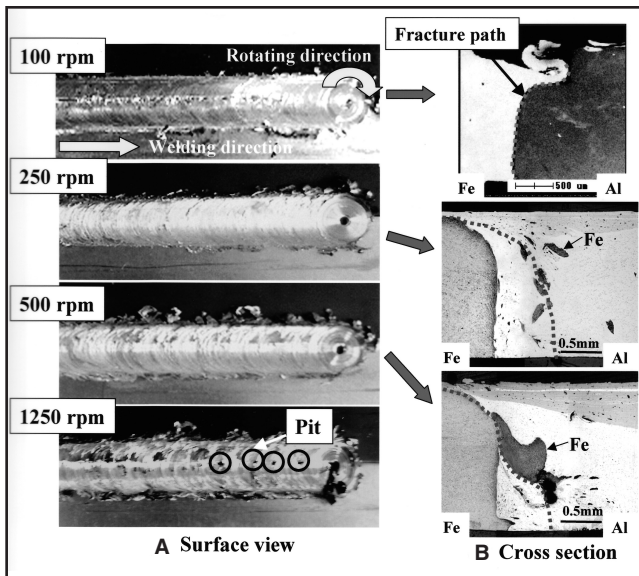 100 rpm
Rotating direction
Welding direction
250 rpm
500 rpm
1250 rpm
Pit
A Surface view
Fracture path
Fe
500 um
Al
Fe
0.5mm
Fe
Al
Fe
0.5mm
Fe
Al
B Cross section